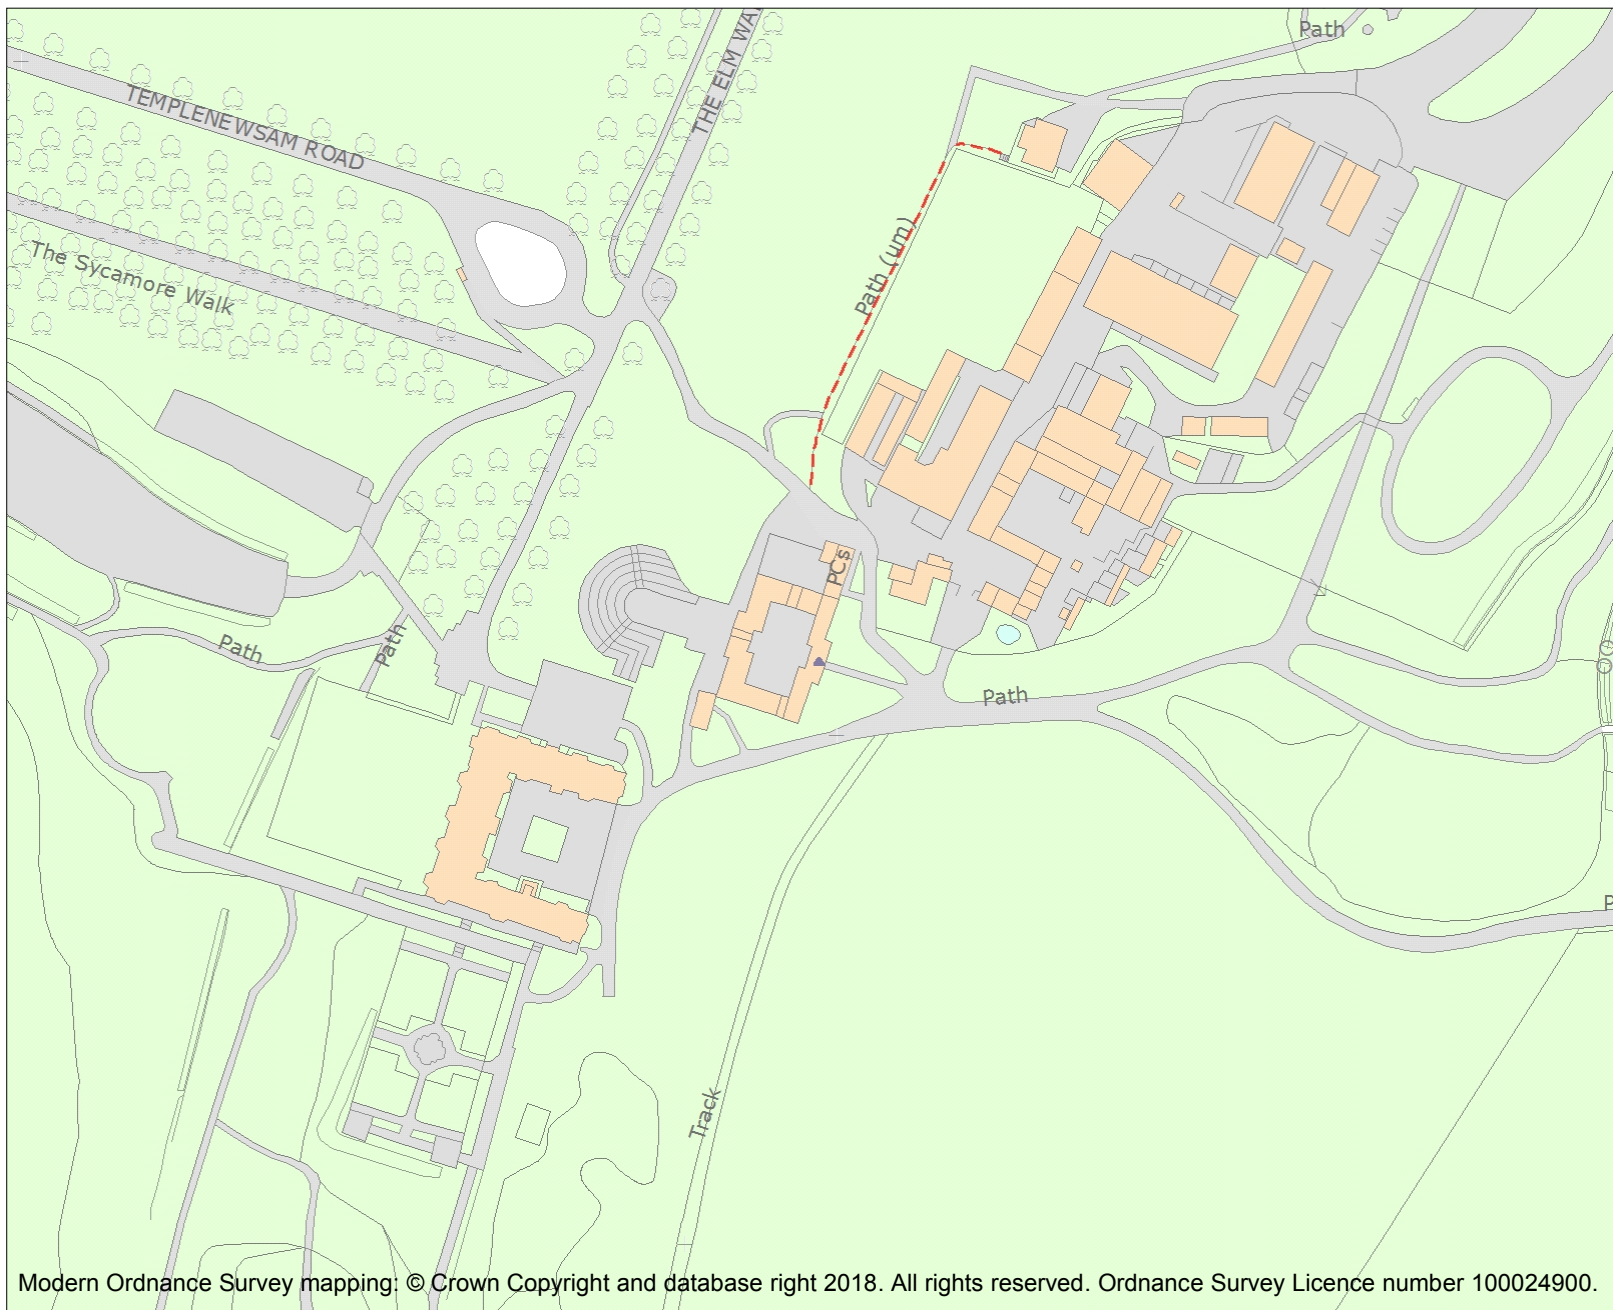 Path
THE ELM WA
TEMPLENEWSAM ROAD
The Sycamore Walk
Path (um)
PCs
Path
Path
Path
P
Track
Modern Ordnance Survey mapping: © Crown Copyright and database right 2018. All rights reserved. Ordnance Survey Licence number 100024900.